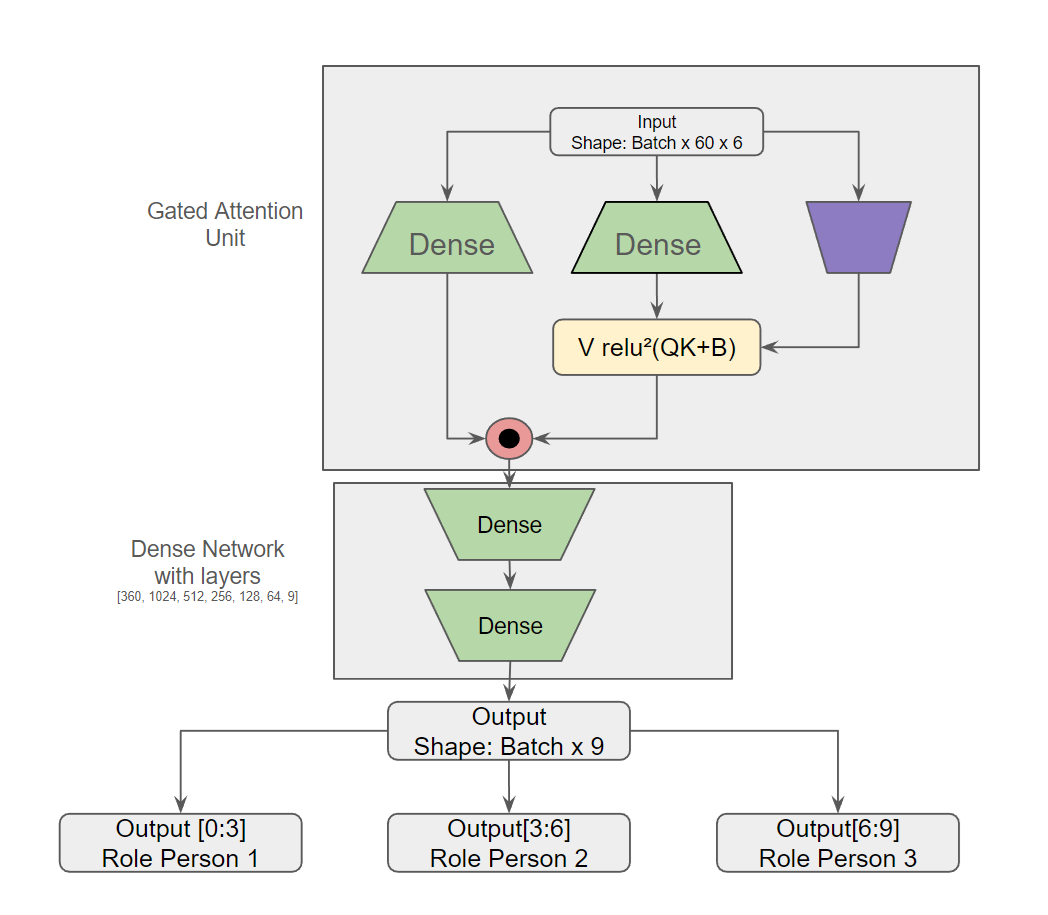 Input
Shape: Batch x 60 x 6
Gated Attention
Unit
Dense
Dense
V relu²(QK+B)
Dense Network
with layers
[360, 1024, 512, 256, 128, 64, 9]
Dense
Dense
Output
Shape: Batch x 9
Output [0:3]
Role Person 1
Output[3:6]
Role Person 2
Output[6:9]
Role Person 3